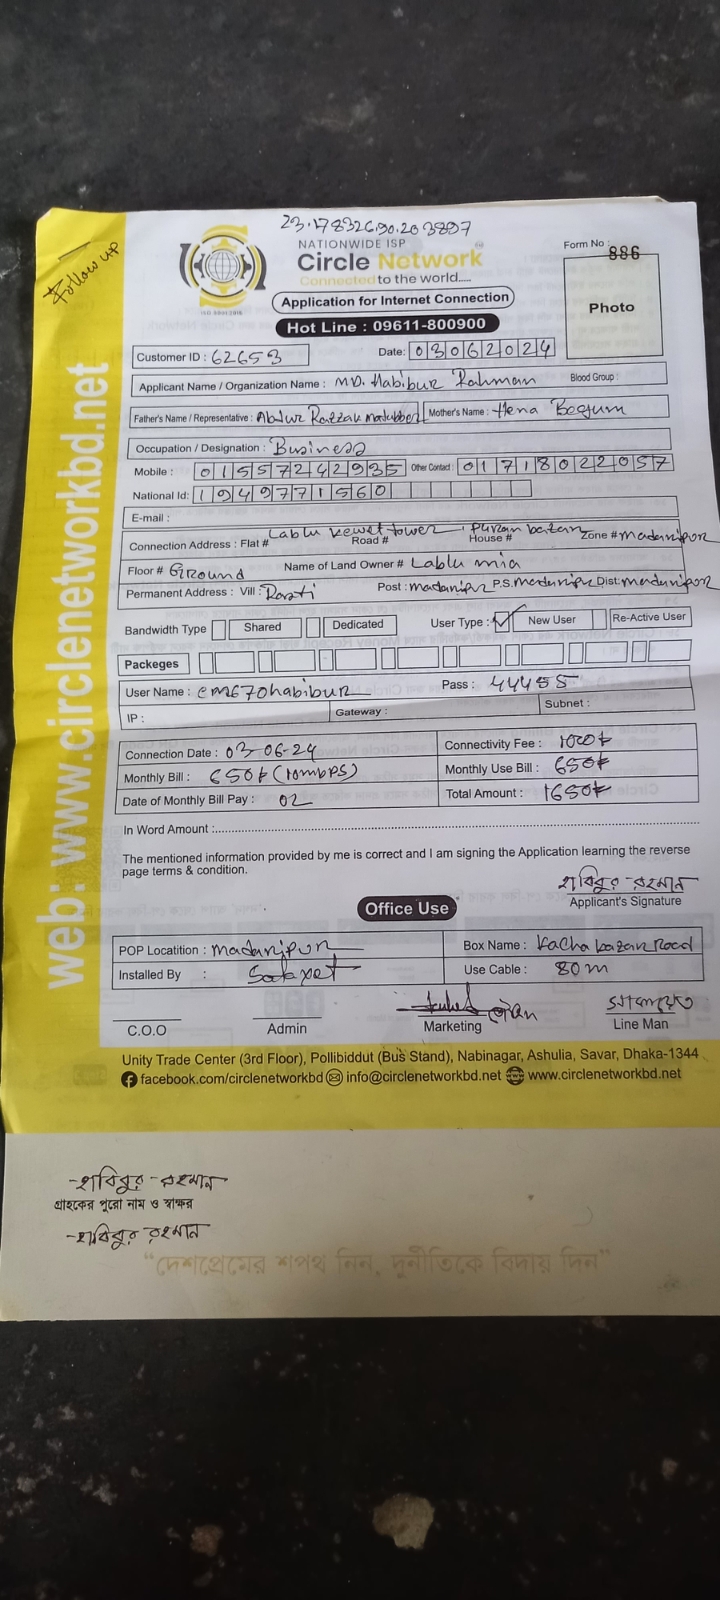 23.178326,90.203897
Follow up
NATIONWIDE ISP
Circle Network
Connected to the world.....
ISO 9001:2015
Form No : 886
Photo
Application for Internet Connection
Hot Line : 09611-800900
Customer ID : 62653 Date: 03062024
Applicant Name / Organization Name : MD. Habibur Rahman Blood Group :
Father's Name / Representative : Abdur Razzak Mother's Name : Hena Begum
Occupation / Designation : Business
Mobile : 01557242935 Other Contact : 01718022057
National Id: 1949771560
E-mail :
Connection Address : Flat # Lablu tower, Puran bazar Road # House # Zone # madaripur
Floor # Ground Name of Land Owner # Lablu mia
Permanent Address : Vill : Post : madaripur P.S. madaripur Dist: madaripur
Bandwidth Type Shared Dedicated User Type : ✓ New User Re-Active User
Packeges
User Name : cm670habibur Pass : 44455
IP : Gateway : Subnet :
Connection Date : 03-06-24 Connectivity Fee : 1000৳
Monthly Bill : 650৳ (10mbps) Monthly Use Bill : 650৳
Date of Monthly Bill Pay : 02 Total Amount : 1650৳
In Word Amount :
The mentioned information provided by me is correct and I am signing the Application learning the reverse
page terms & condition.
হাবিবুর রহমান
Applicant's Signature
Office Use
POP Locatition : madaripur Box Name : Kacha bazar Road
Installed By : Use Cable : 80m
C.O.O Admin Marketing Line Man
Unity Trade Center (3rd Floor), Pollibiddut (Bus Stand), Nabinagar, Ashulia, Savar, Dhaka-1344
facebook.com/circlenetworkbd info@circlenetworkbd.net www.circlenetworkbd.net
web: www.circlenetworkbd.net
হাবিবুর রহমান
গ্রাহকের পুরো নাম ও স্বাক্ষর
হাবিবুর রহমান
“দেশপ্রেমের শপথ নিন, দুর্নীতিকে বিদায় দিন”